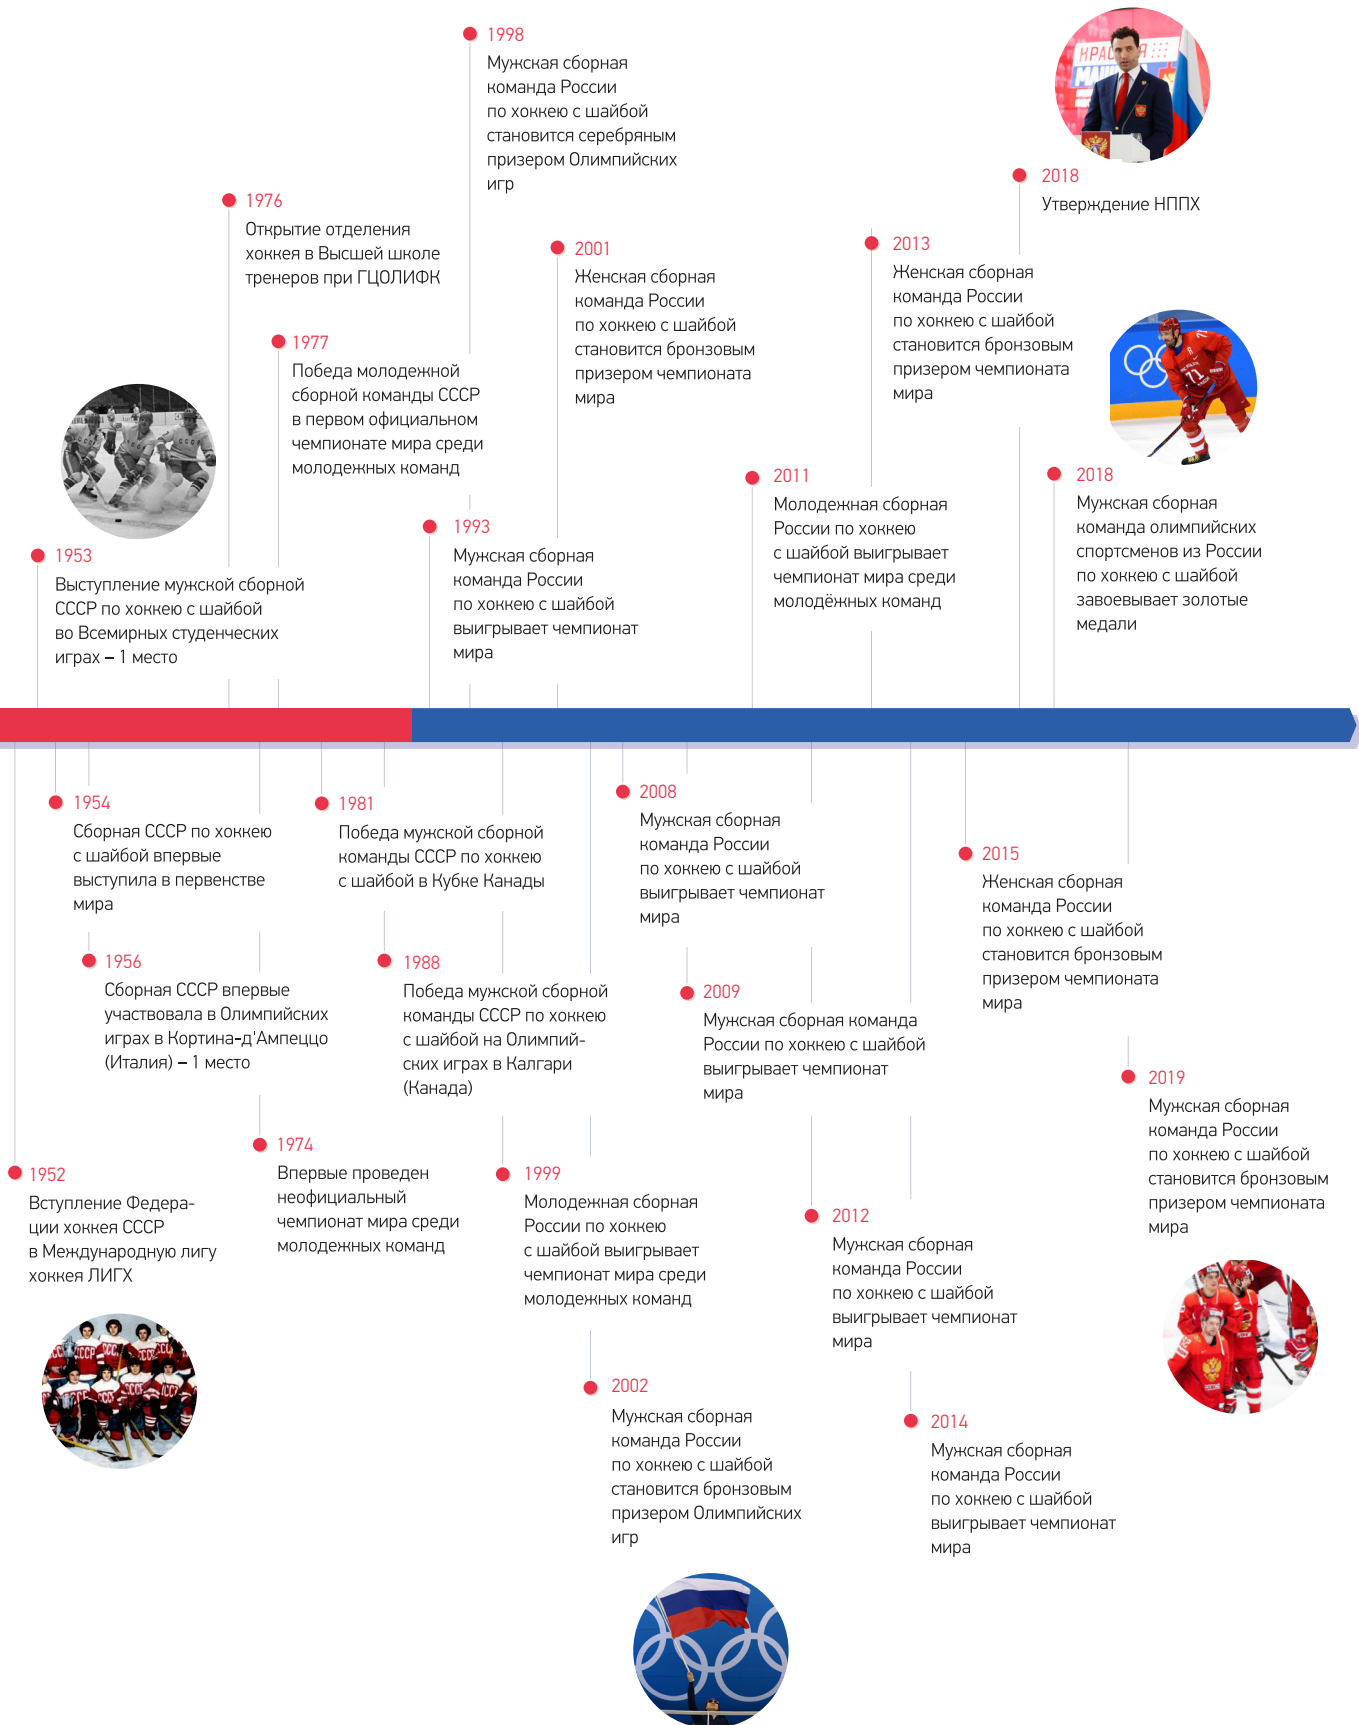 1998
Мужская сборная
команда России
по хоккею с шайбой
становится серебряным
призером Олимпийских
игр
2018
Утверждение НППХ
1976
Открытие отделения
хоккея в Высшей школе
тренеров при ГЦОЛИФК
2001
Женская сборная
команда России
по хоккею с шайбой
становится бронзовым
призером чемпионата
мира
2013
Женская сборная
команда России
по хоккею с шайбой
становится бронзовым
призером чемпионата
мира
1977
Победа молодежной
сборной команды СССР
в первом официальном
чемпионате мира среди
молодежных команд
2011
Молодежная сборная
России по хоккею
с шайбой выигрывает
чемпионат мира среди
молодёжных команд
2018
Мужская сборная
команда олимпийских
спортсменов из России
по хоккею с шайбой
завоевывает золотые
медали
1993
Мужская сборная
команда России
по хоккею с шайбой
выигрывает чемпионат
мира
1953
Выступление мужской сборной
СССР по хоккею с шайбой
во Всемирных студенческих
играх – 1 место
1954
Сборная СССР по хоккею
с шайбой впервые
выступила в первенстве
мира
1981
Победа мужской сборной
команды СССР по хоккею
с шайбой в Кубке Канады
2008
Мужская сборная
команда России
по хоккею с шайбой
выигрывает чемпионат
мира
2015
Женская сборная
команда России
по хоккею с шайбой
становится бронзовым
призером чемпионата
мира
1956
Сборная СССР впервые
участвовала в Олимпийских
играх в Кортина-д'Ампеццо
(Италия) – 1 место
1988
Победа мужской сборной
команды СССР по хоккею
с шайбой на Олимпий-
ских играх в Калгари
(Канада)
2009
Мужская сборная команда
России по хоккею с шайбой
выигрывает чемпионат
мира
2019
Мужская сборная
команда России
по хоккею с шайбой
становится бронзовым
призером чемпионата
мира
1952
Вступление Федера-
ции хоккея СССР
в Международную лигу
хоккея ЛИГХ
1974
Впервые проведен
неофициальный
чемпионат мира среди
молодежных команд
1999
Молодежная сборная
России по хоккею
с шайбой выигрывает
чемпионат мира среди
молодежных команд
2012
Мужская сборная
команда России
по хоккею с шайбой
выигрывает чемпионат
мира
2002
Мужская сборная
команда России
по хоккею с шайбой
становится бронзовым
призером Олимпийских
игр
2014
Мужская сборная
команда России
по хоккею с шайбой
выигрывает чемпионат
мира